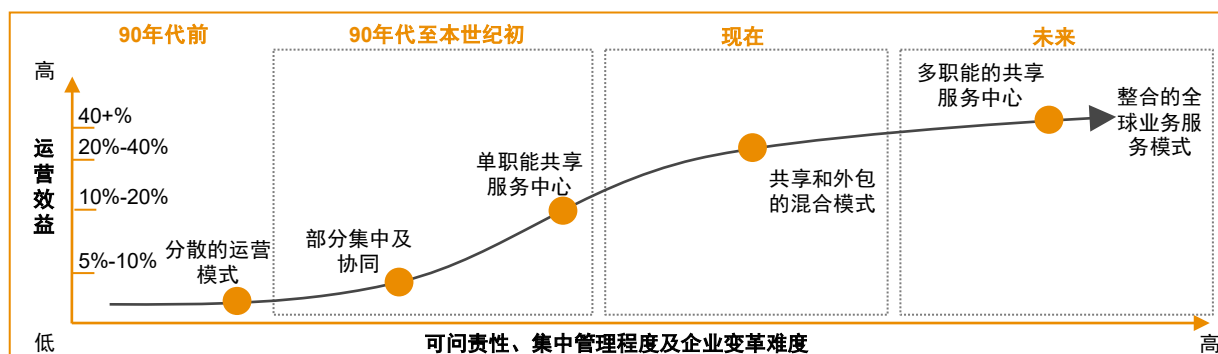 90年代前
90年代至本世纪初
现在
未来
高
40+%
20%-40%
10%-20%
5%-10%
运
营
效
益
分散的运营
模式
部分集中及
协同
单职能共享
服务中心
共享和外包
的混合模式
多职能的共享
服务中心
整合的全
球业务服
务模式
低
可问责性、集中管理程度及企业变革难度
高